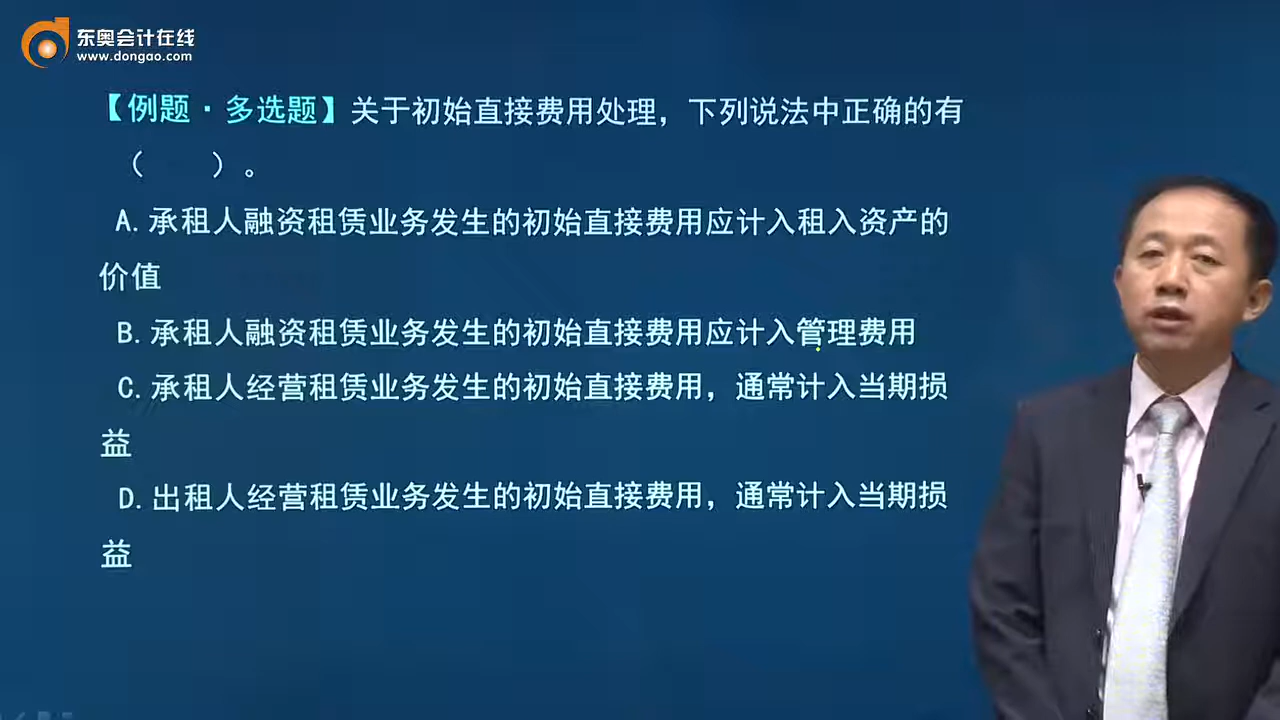 东奥会计在线
www.dongao.com
【例题·多选题】关于初始直接费用处理，下列说法中正确的有
（　　）。
A.承租人融资租赁业务发生的初始直接费用应计入租入资产的
价值
B.承租人融资租赁业务发生的初始直接费用应计入管理费用
C.承租人经营租赁业务发生的初始直接费用，通常计入当期损
益
D.出租人经营租赁业务发生的初始直接费用，通常计入当期损
益